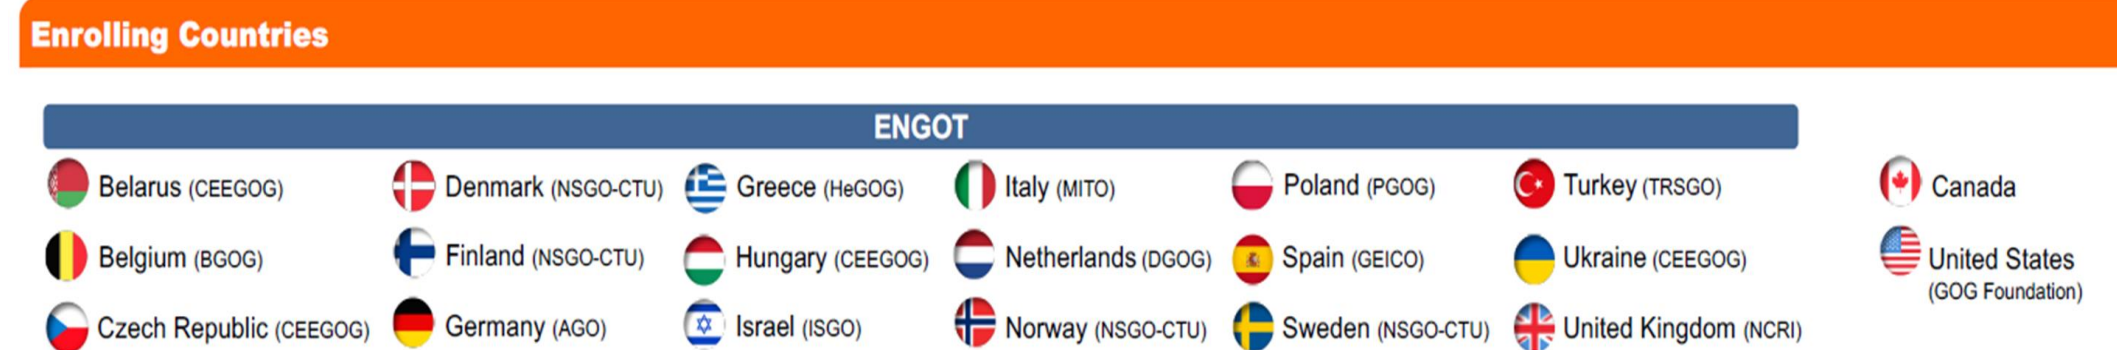 Enrolling Countries
ENGOT
Belarus (CEEGOG)
Denmark (NSGO-CTU)
Greece (HeGOG)
Italy (MITO)
Poland (PGOG)
Turkey (TRSGO)
Canada
Belgium (BGOG)
Finland (NSGO-CTU)
Hungary (CEEGOG)
Netherlands (DGOG)
Spain (GEICO)
Ukraine (CEEGOG)
United States
(GOG Foundation)
Czech Republic (CEEGOG)
Germany (AGO)
Israel (ISGO)
Norway (NSGO-CTU)
Sweden (NSGO-CTU)
United Kingdom (NCRI)